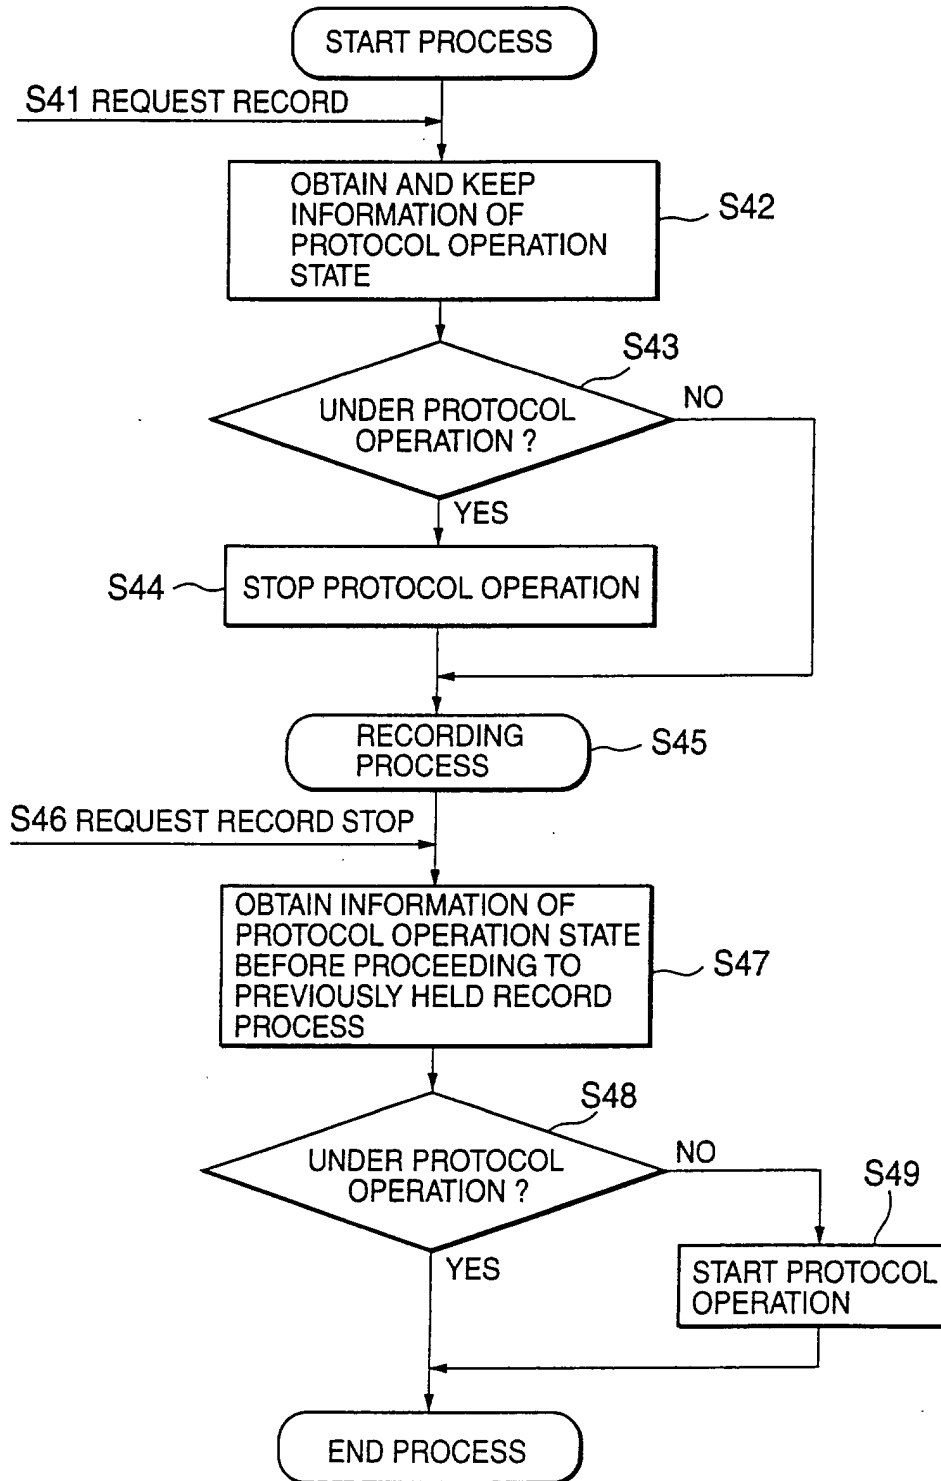 START PROCESS
S41 REQUEST RECORD
OBTAIN AND KEEP
INFORMATION OF
PROTOCOL OPERATION
STATE
S42
S43
UNDER PROTOCOL
OPERATION ?
NO
YES
S44
STOP PROTOCOL OPERATION
RECORDING
PROCESS
S45
S46 REQUEST RECORD STOP
OBTAIN INFORMATION OF
PROTOCOL OPERATION STATE
BEFORE PROCEEDING TO
PREVIOUSLY HELD RECORD
PROCESS
S47
S48
UNDER PROTOCOL
OPERATION ?
NO
YES
S49
START PROTOCOL
OPERATION
END PROCESS